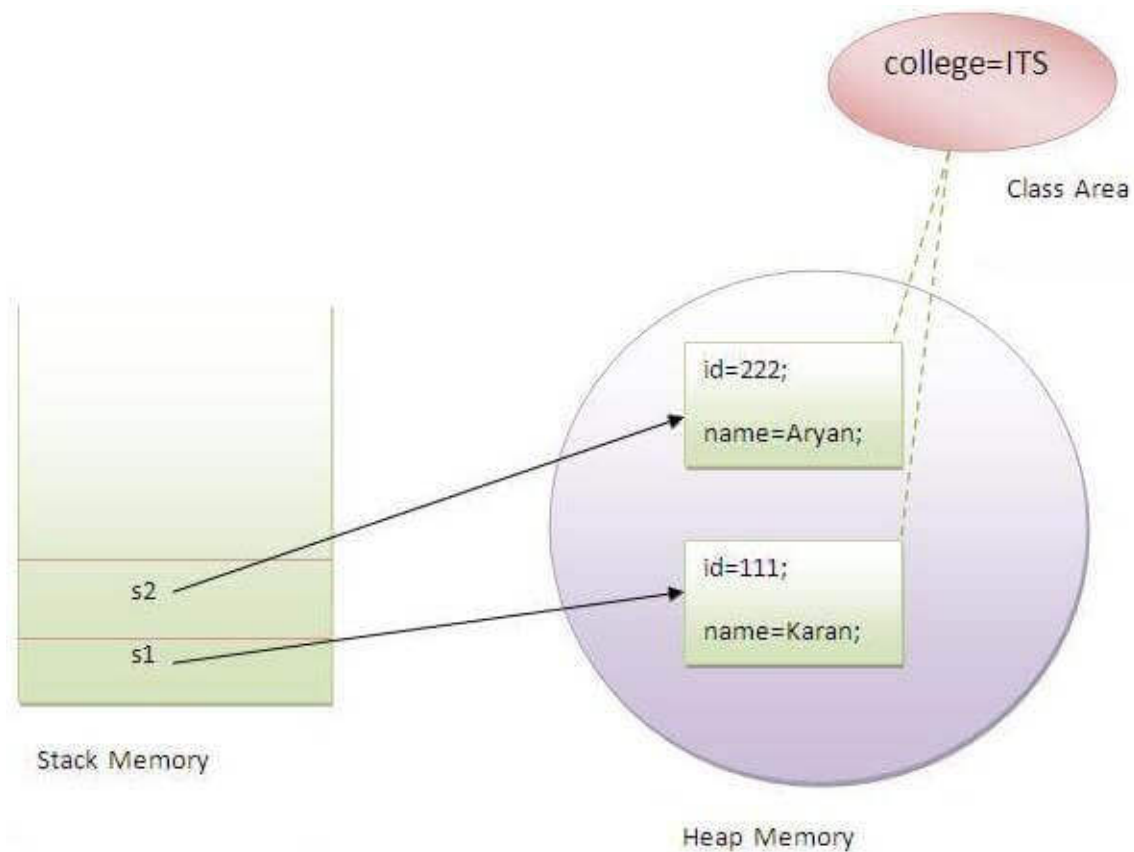 college=ITS
Class Area
id=222;
name=Aryan;
s2
id=111;
name=Karan;
s1
Stack Memory
Heap Memory